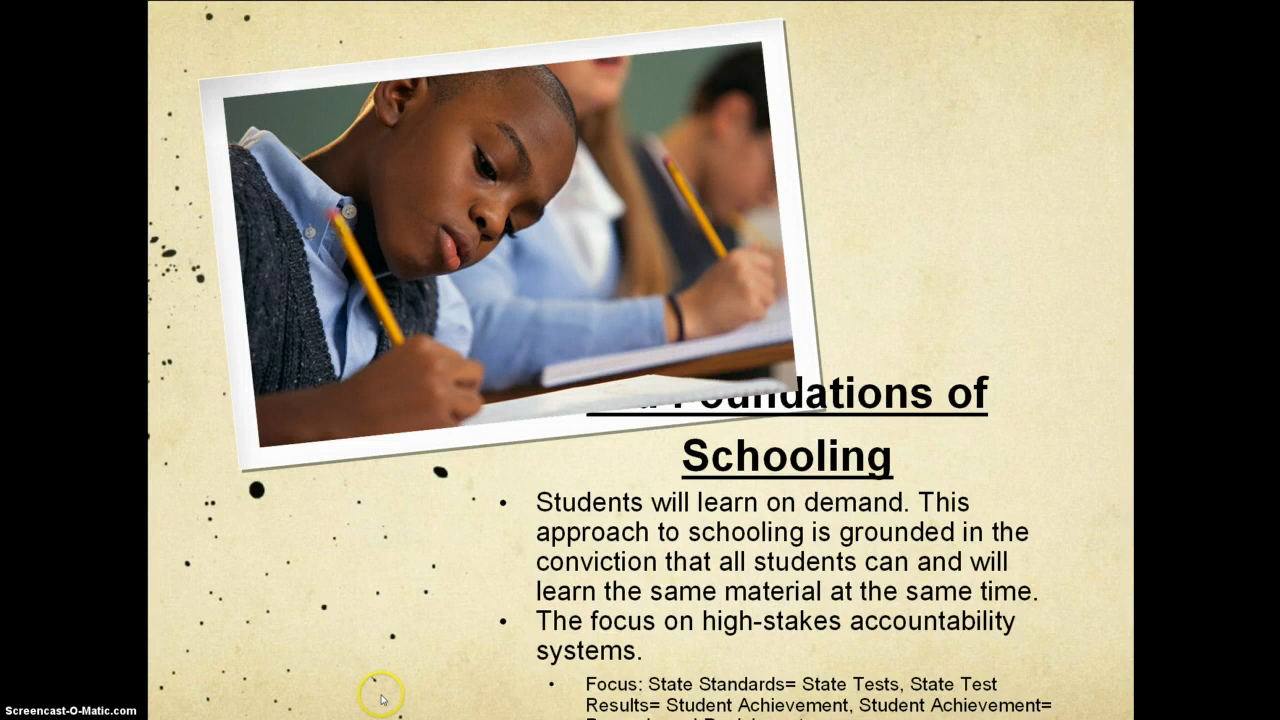 Foundations of
Schooling
• Students will learn on demand. This
approach to schooling is grounded in the
conviction that all students can and will
learn the same material at the same time.
• The focus on high-stakes accountability
systems.
• Focus: State Standards= State Tests, State Test
Results= Student Achievement, Student Achievement=
Screencast-O-Matic.com